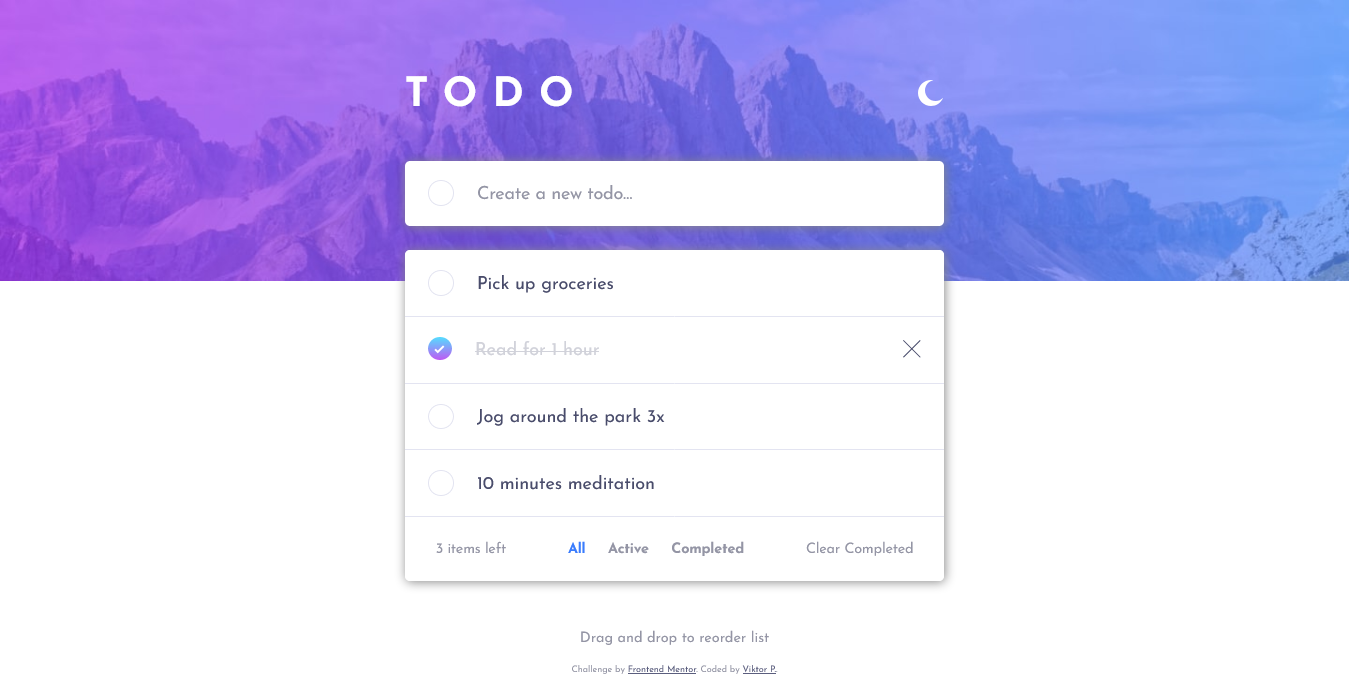 TODO
Create a new todo...
Pick up groceries
Read for 1 hour
Jog around the park 3x
10 minutes meditation
3 items left All Active Completed Clear Completed
Drag and drop to reorder list
Challenge by Frontend Mentor. Coded by Viktor P..